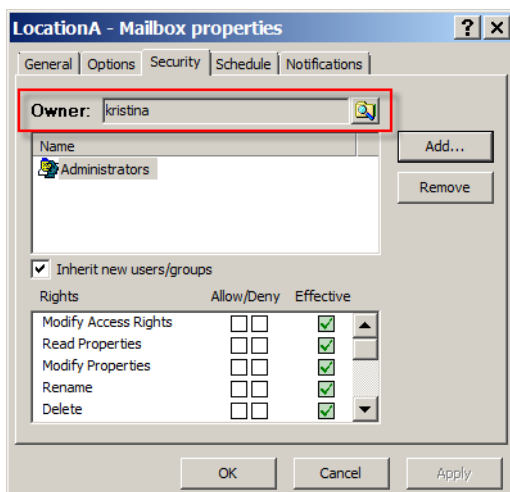 LocationA - Mailbox properties ? ×
General Options Security Schedule Notifications
Owner: kristina
Name
Add...
Administrators
Remove
Inherit new users/groups
Rights Allow/Deny Effective
Modify Access Rights
Read Properties
Modify Properties
Rename
Delete
OK Cancel Apply